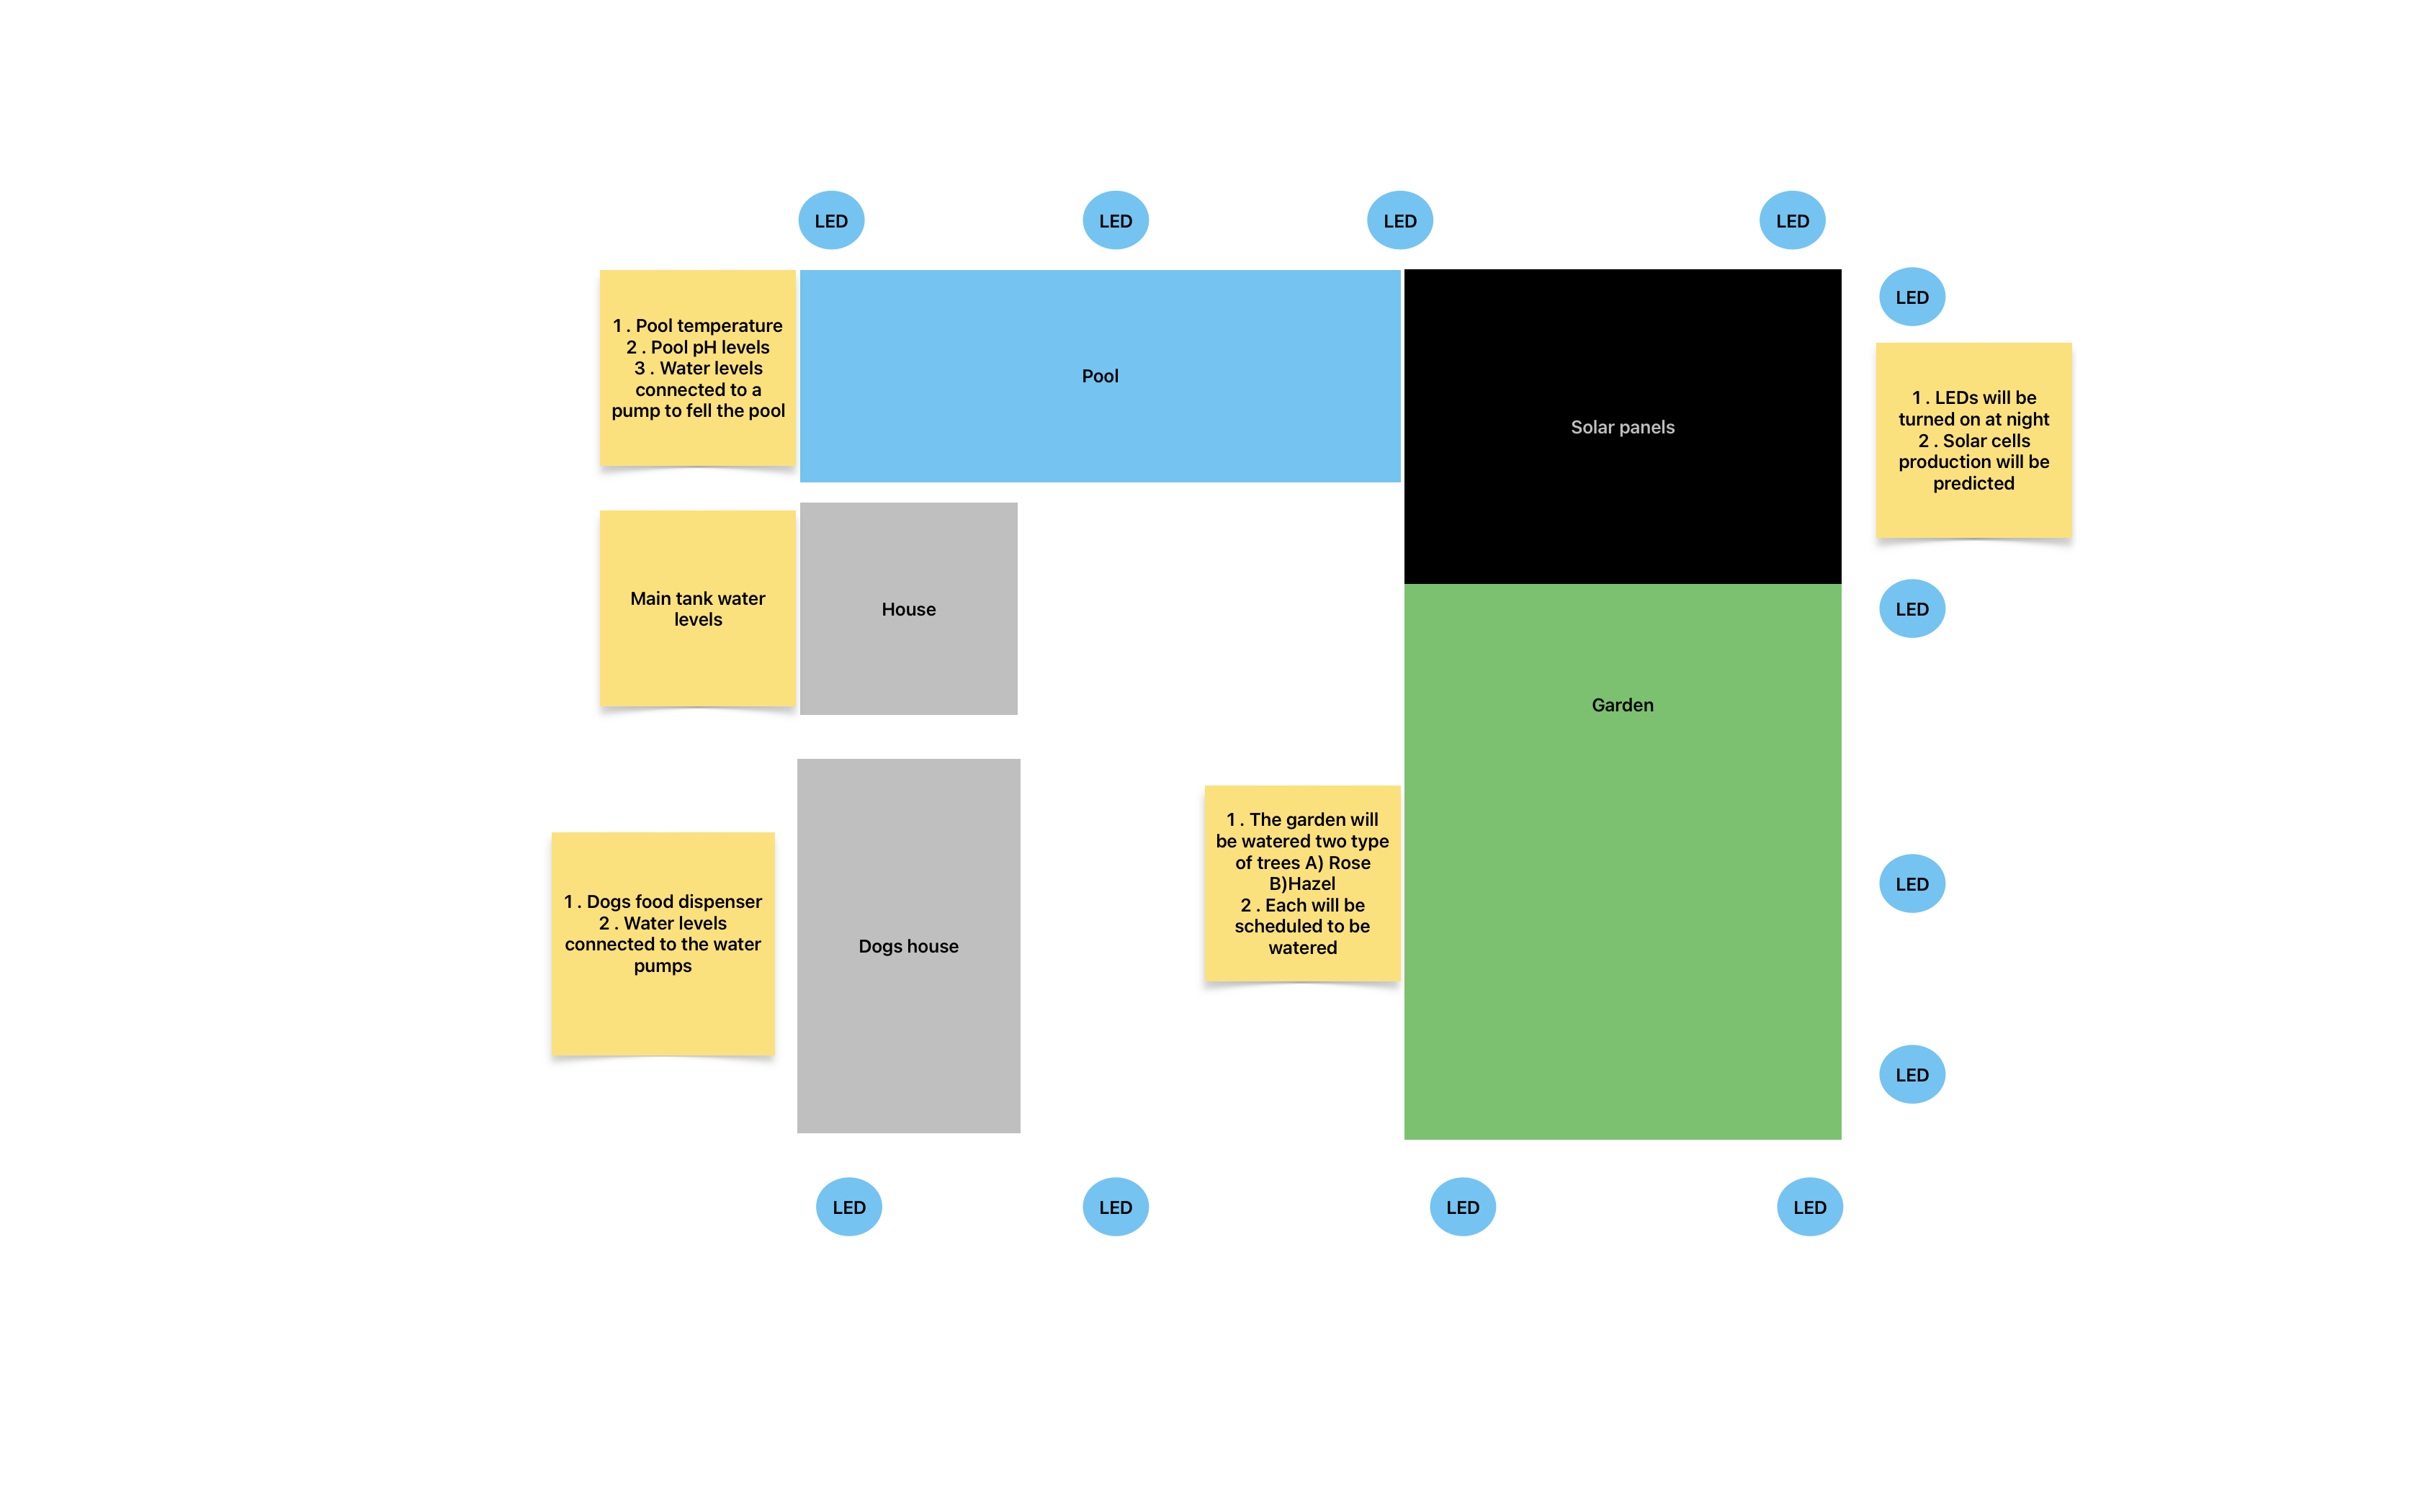 LED
LED
LED
LED
LED
1 . Pool temperature
2 . Pool pH levels
3 . Water levels
connected to a
pump to fell the pool
Pool
Solar panels
1 . LEDs will be
turned on at night
2 . Solar cells
production will be
predicted
Main tank water
levels
House
LED
Garden
1 . Dogs food dispenser
2 . Water levels
connected to the water
pumps
Dogs house
1 . The garden will
be watered two type
of trees A) Rose
B)Hazel
2 . Each will be
scheduled to be
watered
LED
LED
LED
LED
LED
LED